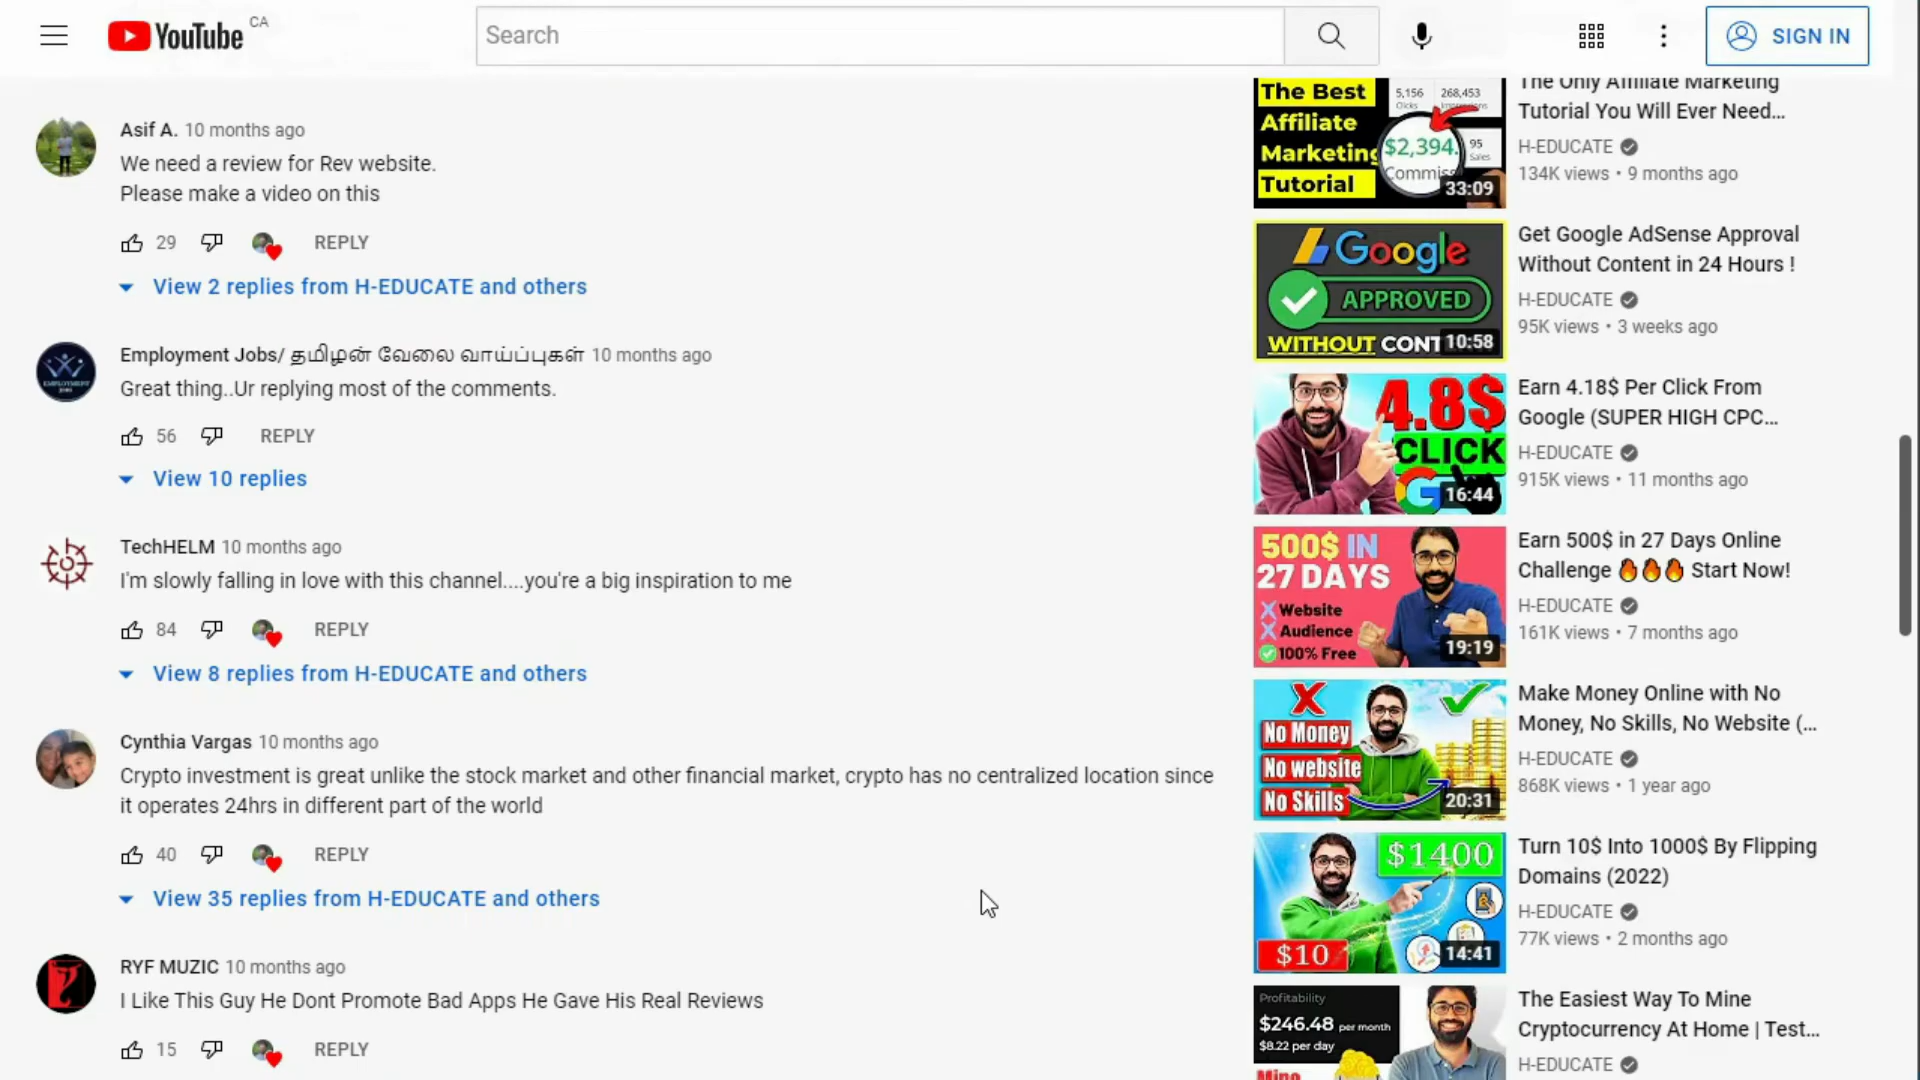 YouTube CA
Search
SIGN IN
Asif A. 10 months ago
We need a review for Rev website.
Please make a video on this
29 REPLY
View 2 replies from H-EDUCATE and others
Employment Jobs/ தமிழன் வேலை வாய்ப்புகள் 10 months ago
Great thing..Ur replying most of the comments.
56 REPLY
View 10 replies
TechHELM 10 months ago
I'm slowly falling in love with this channel....you're a big inspiration to me
84 REPLY
View 8 replies from H-EDUCATE and others
Cynthia Vargas 10 months ago
Crypto investment is great unlike the stock market and other financial market, crypto has no centralized location since
it operates 24hrs in different part of the world
40 REPLY
View 35 replies from H-EDUCATE and others
RYF MUZIC 10 months ago
I Like This Guy He Dont Promote Bad Apps He Gave His Real Reviews
15 REPLY
The Best
Affiliate
Marketing
Tutorial
5,156 268,453
Clicks
$2,394.
95
Sales
33:09
The Only Affiliate Marketing
Tutorial You Will Ever Need...
H-EDUCATE
134K views • 9 months ago
Google
APPROVED
WITHOUT CONT
10:58
Get Google AdSense Approval
Without Content in 24 Hours !
H-EDUCATE
95K views • 3 weeks ago
4.8$
CLICK
16:44
Earn 4.18$ Per Click From
Google (SUPER HIGH CPC...
H-EDUCATE
915K views • 11 months ago
500$ IN
27 DAYS
Website
Audience
100% Free
19:19
Earn 500$ in 27 Days Online
Challenge 🔥🔥🔥 Start Now!
H-EDUCATE
161K views • 7 months ago
No Money
No website
No Skills
20:31
Make Money Online with No
Money, No Skills, No Website (...
H-EDUCATE
868K views • 1 year ago
$1400
$10
14:41
Turn 10$ Into 1000$ By Flipping
Domains (2022)
H-EDUCATE
77K views • 2 months ago
Profitability
$246.48 per month
$8.22 per day
Mine
The Easiest Way To Mine
Cryptocurrency At Home | Test...
H-EDUCATE